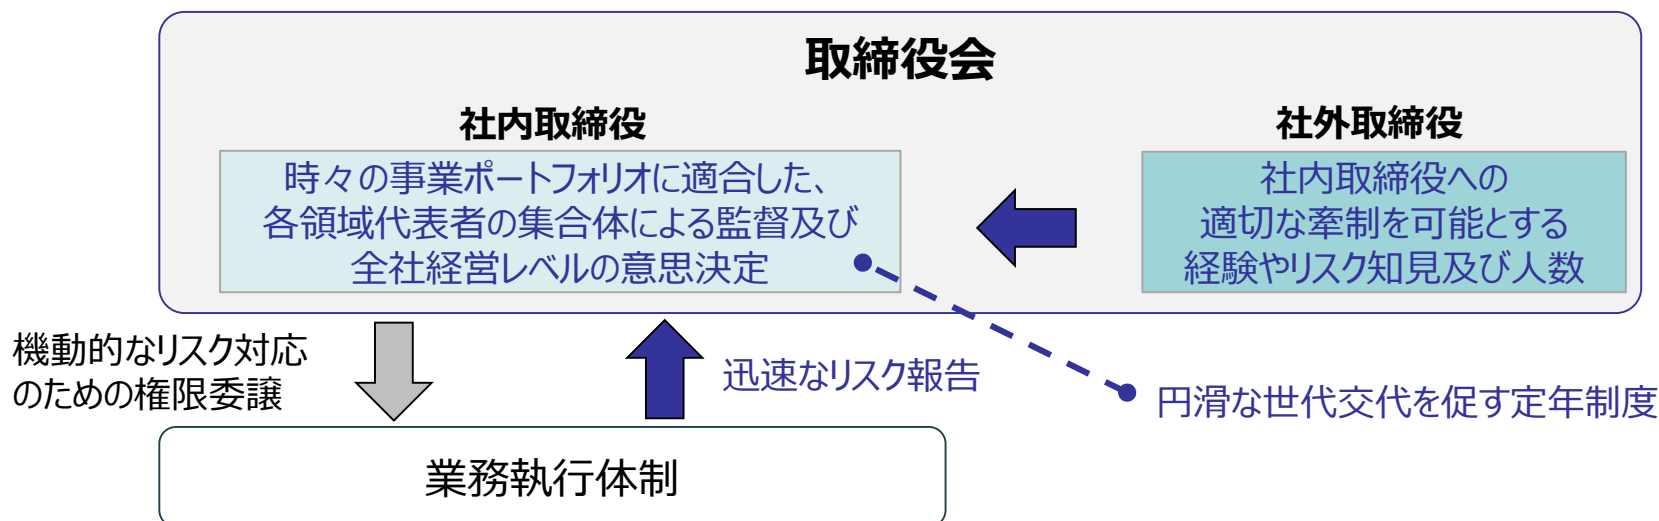 取締役会
社内取締役
時々の事業ポートフォリオに適合した、
各領域代表者の集合体による監督及び
全社経営レベルの意思決定
社外取締役
社内取締役への
適切な牽制を可能とする
経験やリスク知見及び人数
機動的なリスク対応
のための権限委譲
迅速なリスク報告
円滑な世代交代を促す定年制度
業務執行体制